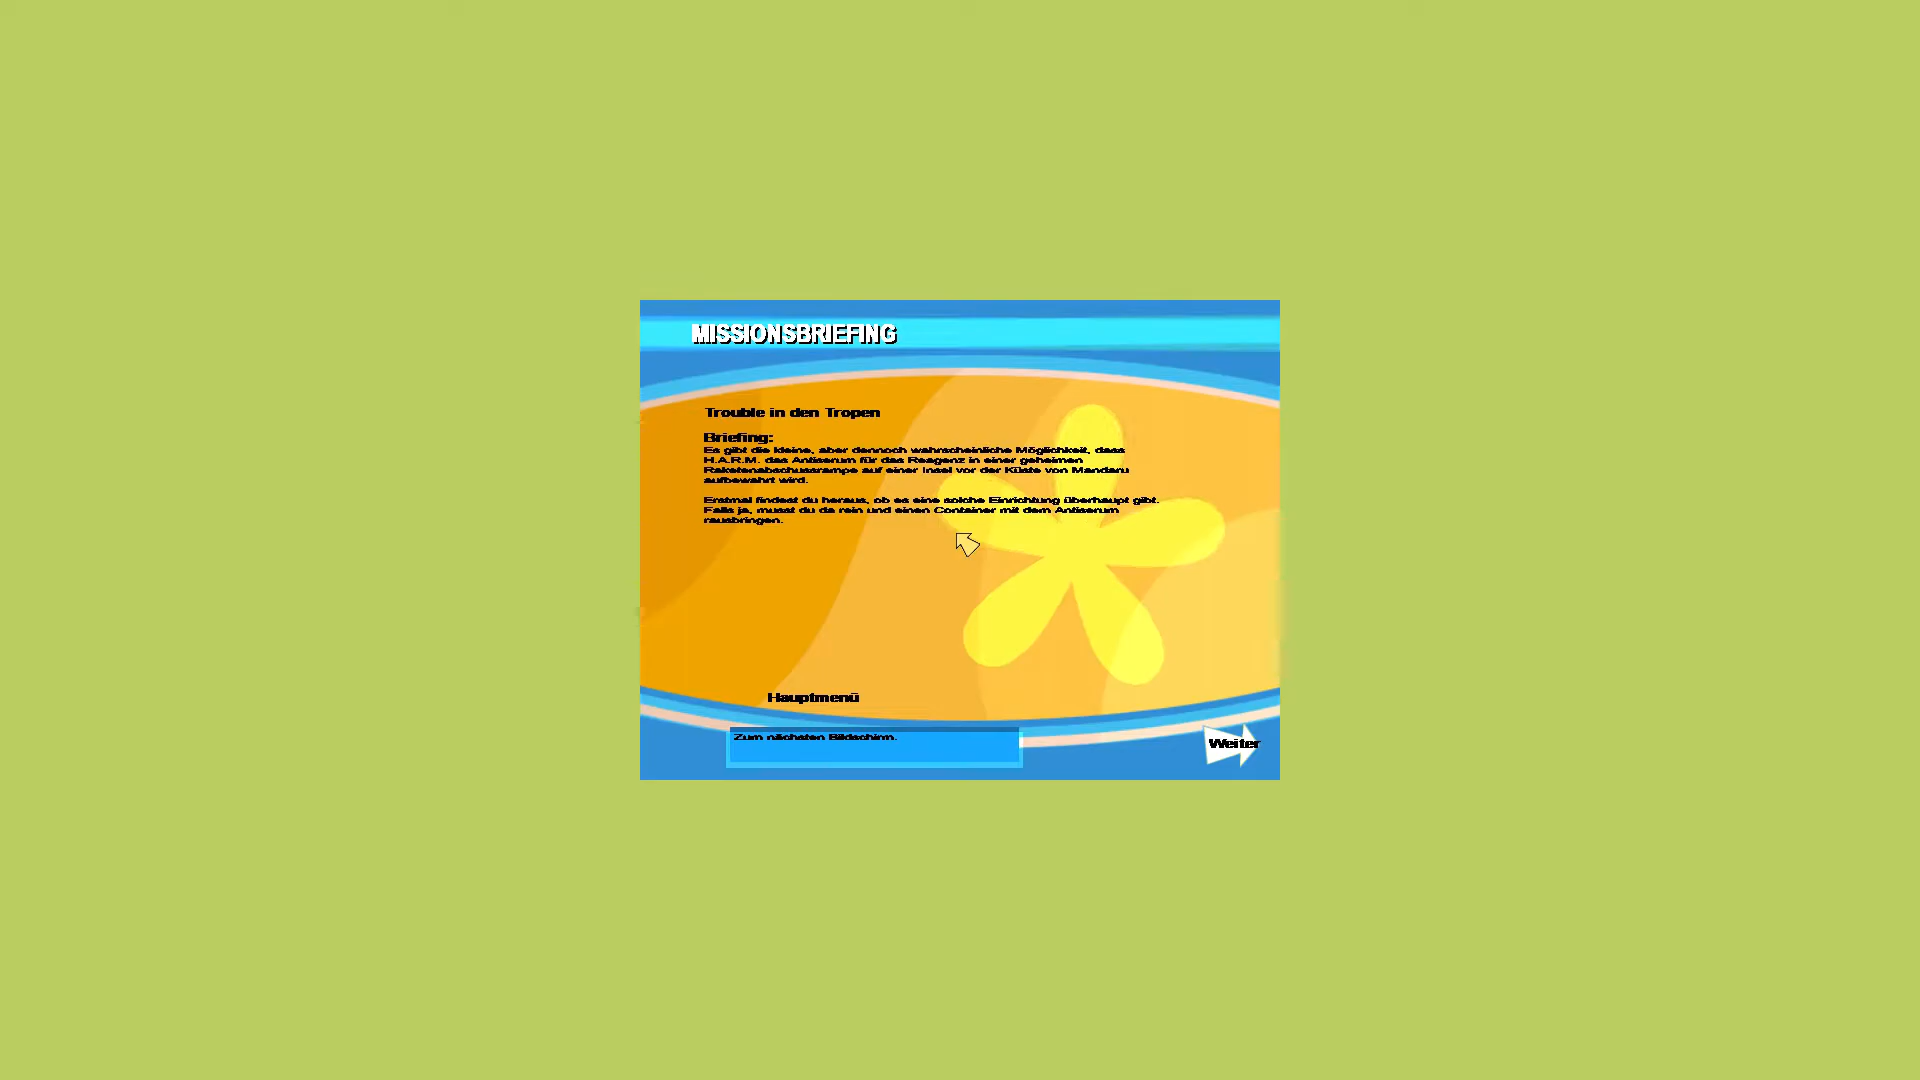 MISSIONSBRIEFING
Trouble in den Tropen
Briefing:
Es gibt die kleine, aber dennoch wahrscheinliche Möglichkeit, dass
H.A.R.M. das Antiserum für das Reagenz in einer geheimen
Raketenabschussrampe auf einer Insel vor der Küste von Mandaru
aufbewahrt wird.
Erstmal findest du heraus, ob es eine solche Einrichtung überhaupt gibt.
Falls ja, musst du da rein und einen Container mit dem Antiserum
rausbringen.
Hauptmenü
Zum nächsten Bildschirm.
Weiter